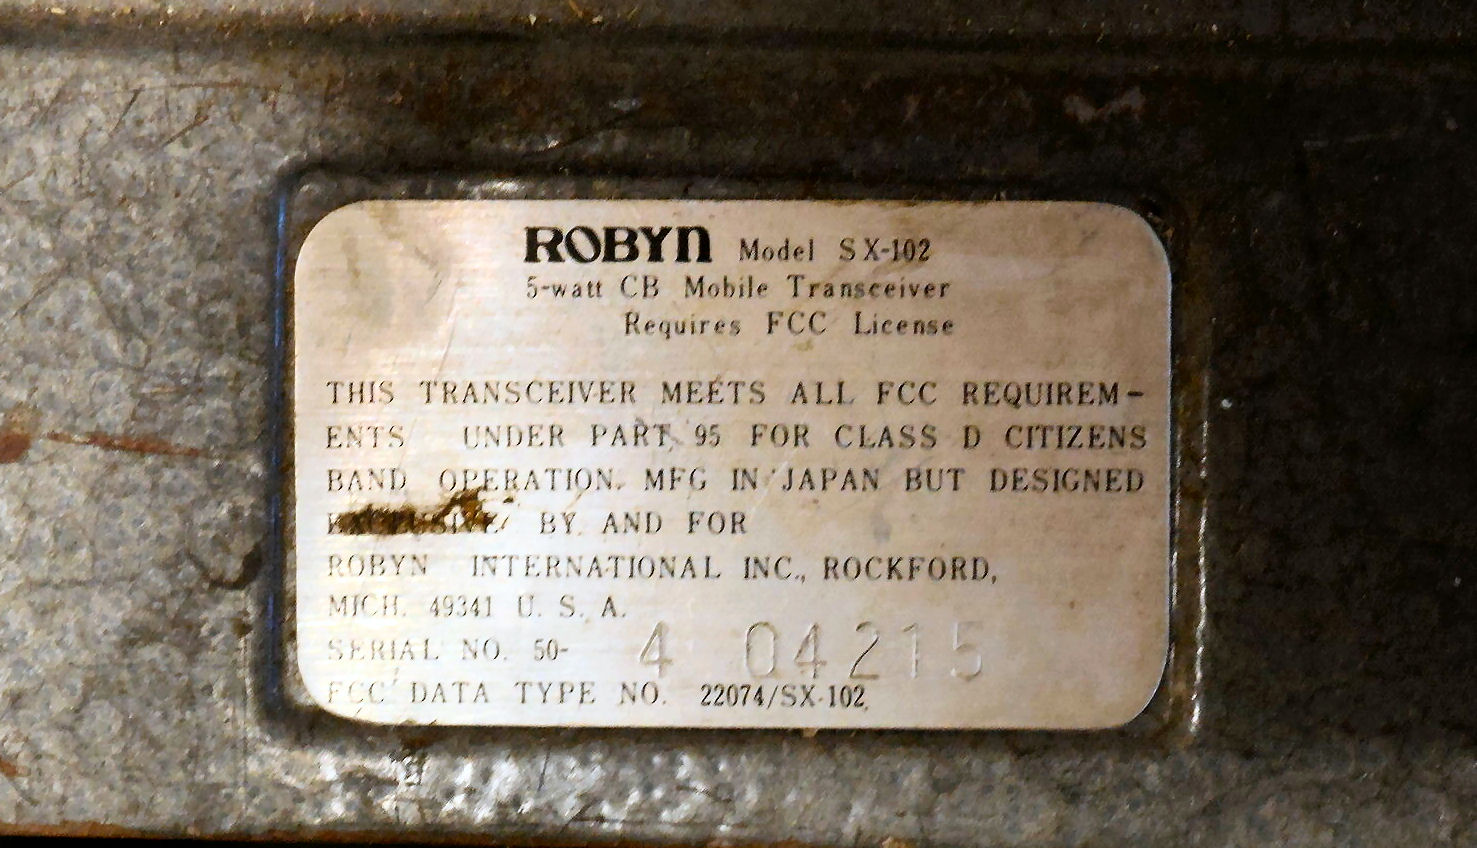 ROBYN Model SX-102
5-watt CB Mobile Transceiver
Requires FCC License
THIS TRANSCEIVER MEETS ALL FCC REQUIREM-
ENTS UNDER PART 95 FOR CLASS D CITIZENS
BAND OPERATION. MFG IN JAPAN BUT DESIGNED
BY AND FOR
ROBYN INTERNATIONAL INC., ROCKFORD,
MICH. 49341 U. S. A.
SERIAL NO. 50- 4 04215
FCC DATA TYPE NO. 22074/SX-102